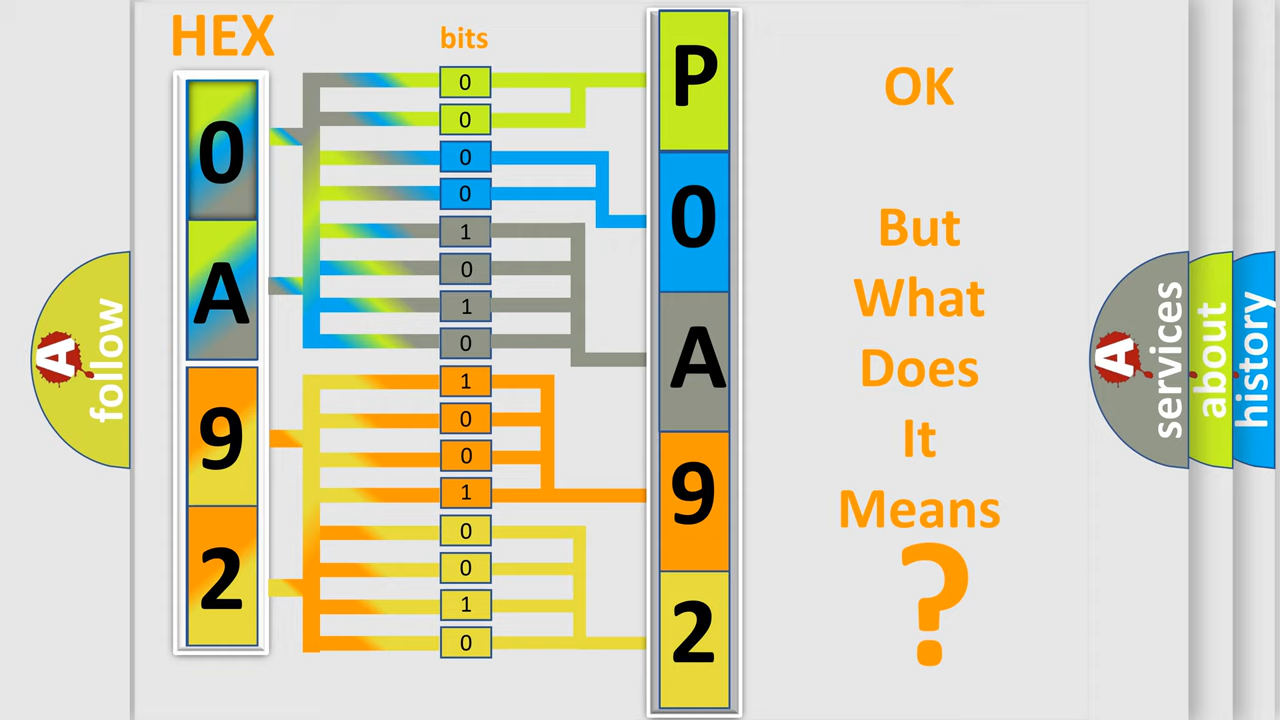 HEX
bits
0
A
9
2
0
0
0
0
1
0
1
0
1
0
0
1
0
0
1
0
P
0
A
9
2
OK
But
What
Does
It
Means
?
A
follow
A
services
about
history